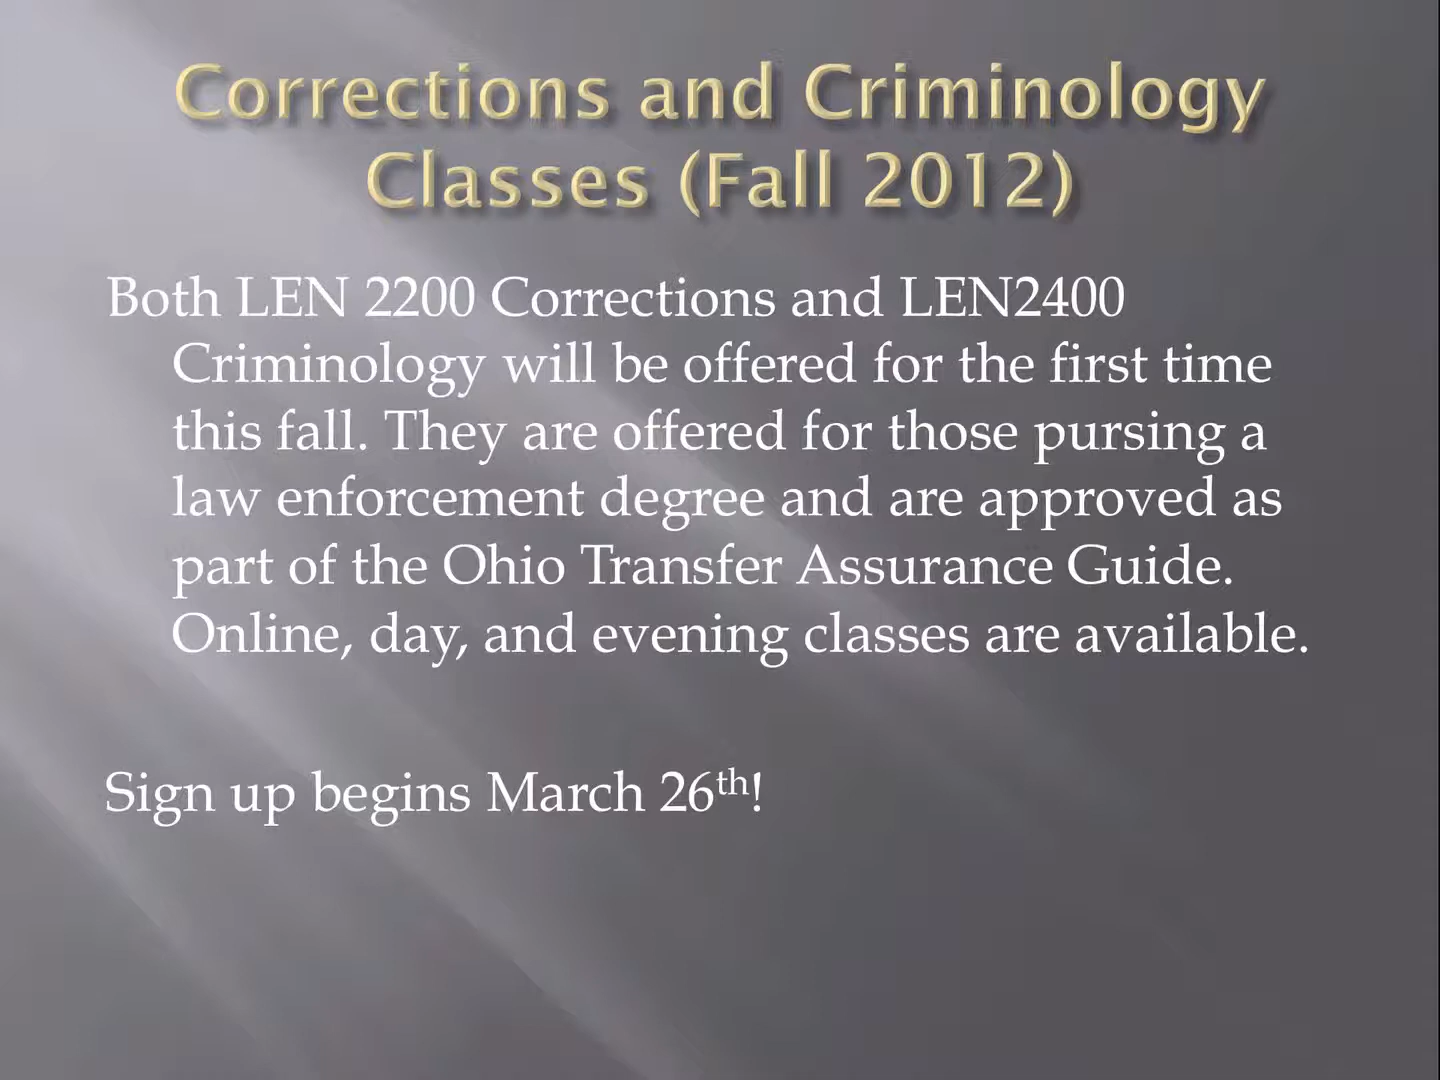 Corrections and Criminology
Classes (Fall 2012)
Both LEN 2200 Corrections and LEN2400
Criminology will be offered for the first time
this fall. They are offered for those pursing a
law enforcement degree and are approved as
part of the Ohio Transfer Assurance Guide.
Online, day, and evening classes are available.
Sign up begins March 26th!